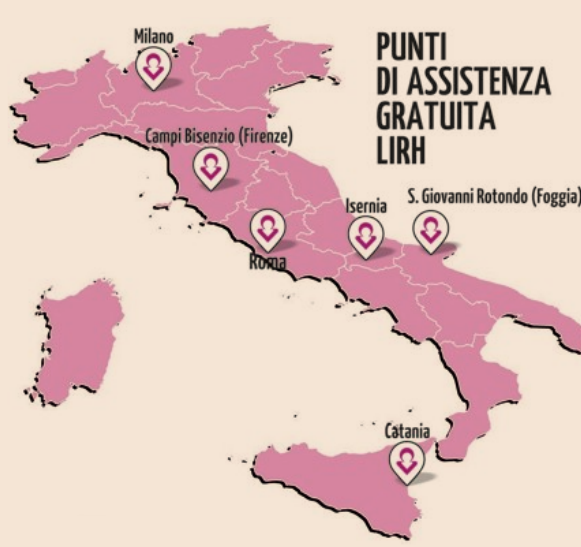 Milano
PUNTI
DI ASSISTENZA
GRATUITA
LIRH
Campi Bisenzio (Firenze)
Isernia
S. Giovanni Rotondo (Foggia)
Roma
Catania